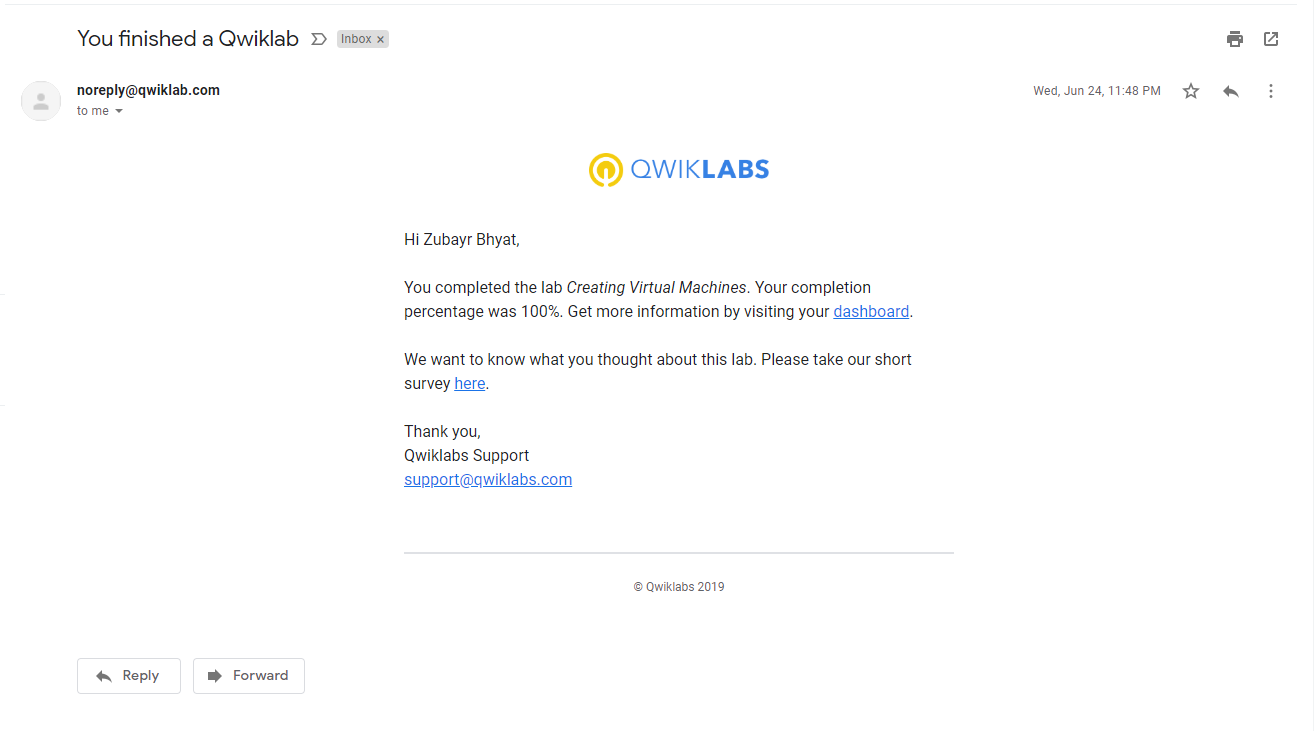 You finished a Qwiklab Inbox ×
noreply@qwiklab.com
Wed, Jun 24, 11:48 PM
to me
QWIKLABS
Hi Zubayr Bhyat,
You completed the lab Creating Virtual Machines. Your completion
percentage was 100%. Get more information by visiting your dashboard.
We want to know what you thought about this lab. Please take our short
survey here.
Thank you,
Qwiklabs Support
support@qwiklabs.com
© Qwiklabs 2019
Reply Forward